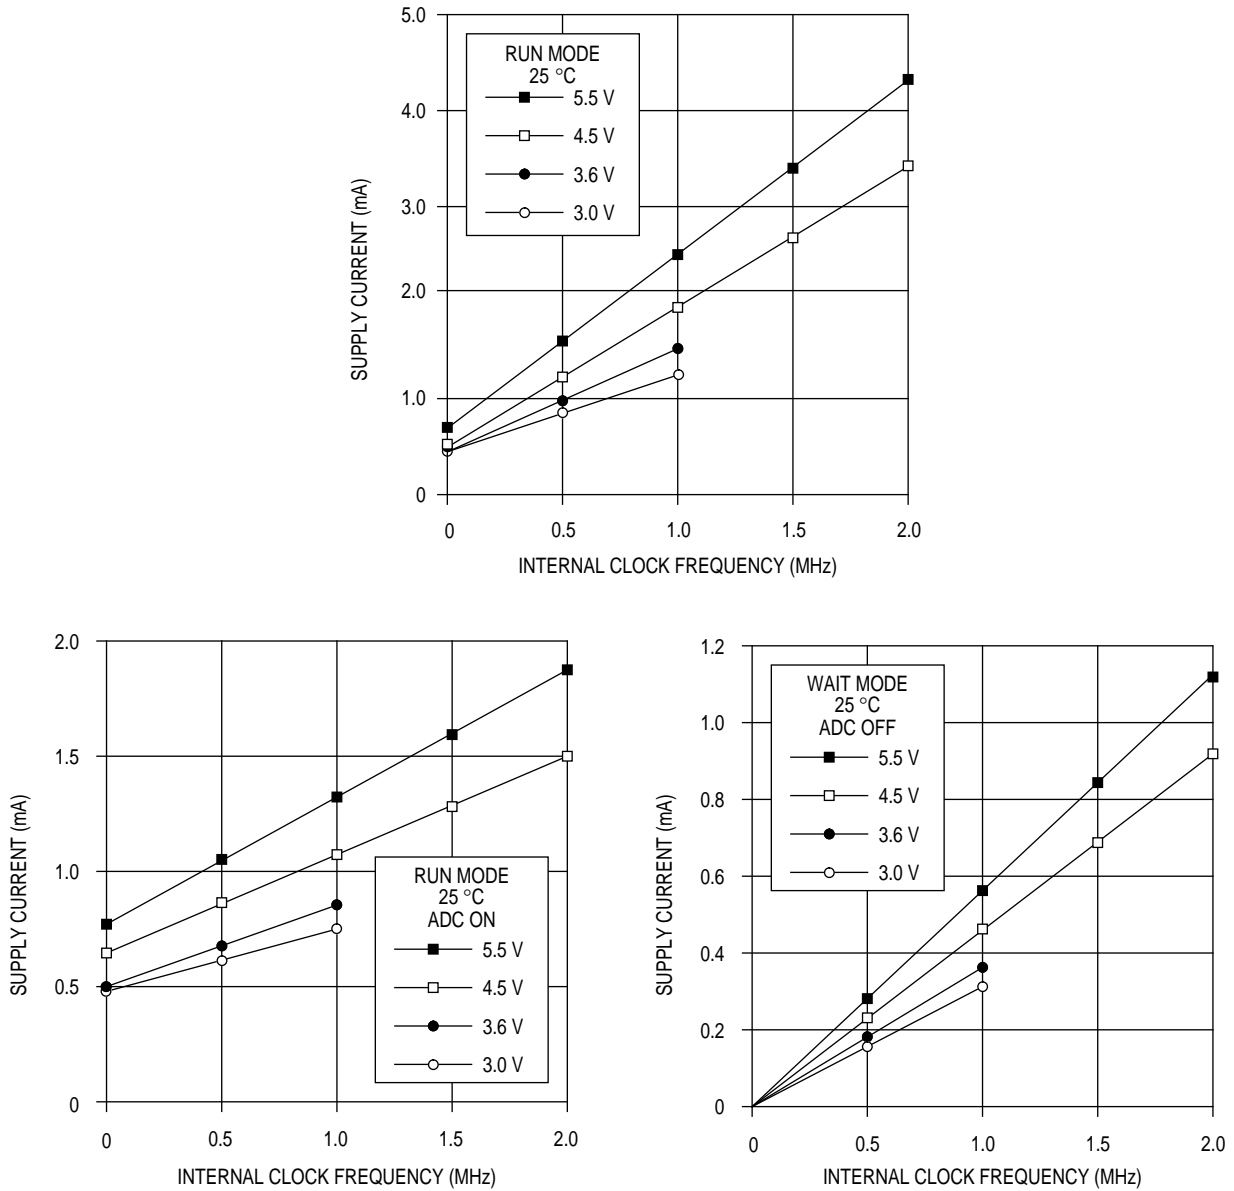 5.0
4.0
3.0
2.0
1.0
0
SUPPLY CURRENT (mA)
RUN MODE
25 °C
5.5 V
4.5 V
3.6 V
3.0 V
0 0.5 1.0 1.5 2.0
INTERNAL CLOCK FREQUENCY (MHz)
2.0
1.5
1.0
0.5
0
SUPPLY CURRENT (mA)
RUN MODE
25 °C
ADC ON
5.5 V
4.5 V
3.6 V
3.0 V
0 0.5 1.0 1.5 2.0
INTERNAL CLOCK FREQUENCY (MHz)
1.2
1.0
0.8
0.6
0.4
0.2
0
SUPPLY CURRENT (mA)
WAIT MODE
25 °C
ADC OFF
5.5 V
4.5 V
3.6 V
3.0 V
0 0.5 1.0 1.5 2.0
INTERNAL CLOCK FREQUENCY (MHz)